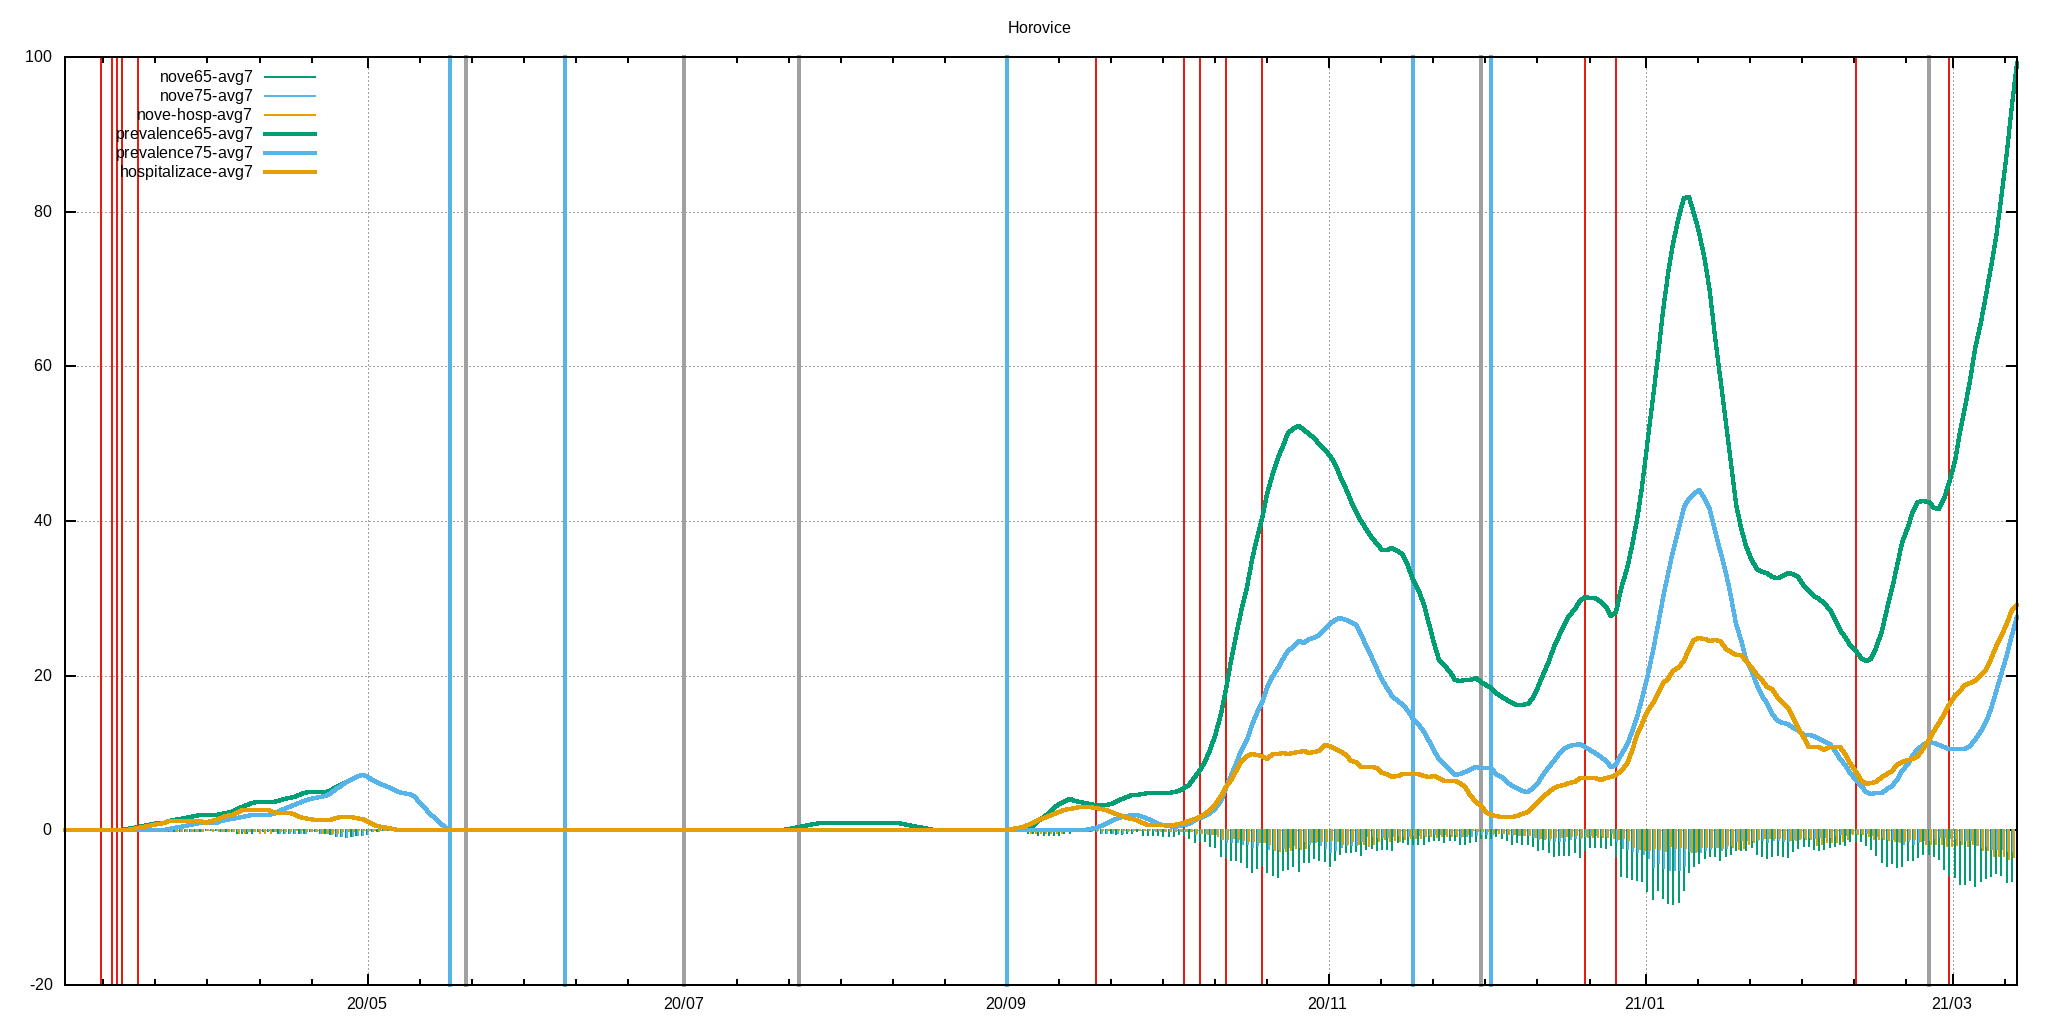 Horovice
100
nove65-avg7
nove75-avg7
nove-hosp-avg7
prevalence65-avg7
prevalence75-avg7
hospitalizace-avg7
80
60
40
20
0
-20
20/05 20/07 20/09 20/11 21/01 21/03